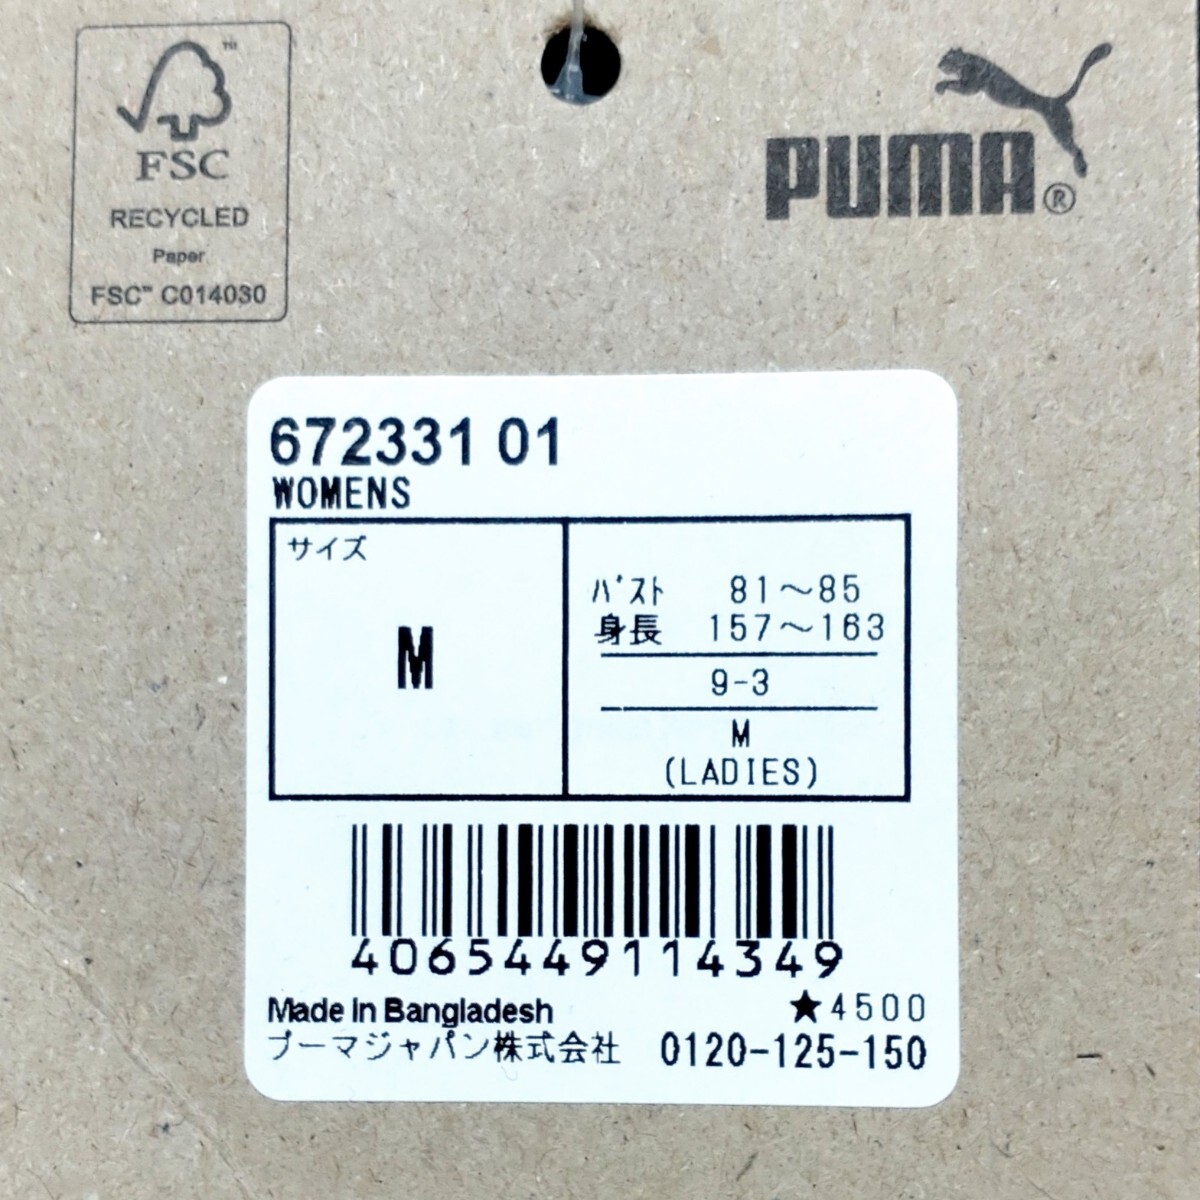 ™
FSC
RECYCLED
Paper
FSC™ C014030
PUMA®
672331 01
WOMENS
サイズ
M
バスト 81～85
身長 157～163
9-3
M
(LADIES)
4065449114349
Made In Bangladesh ★4500
プーマジャパン株式会社 0120-125-150